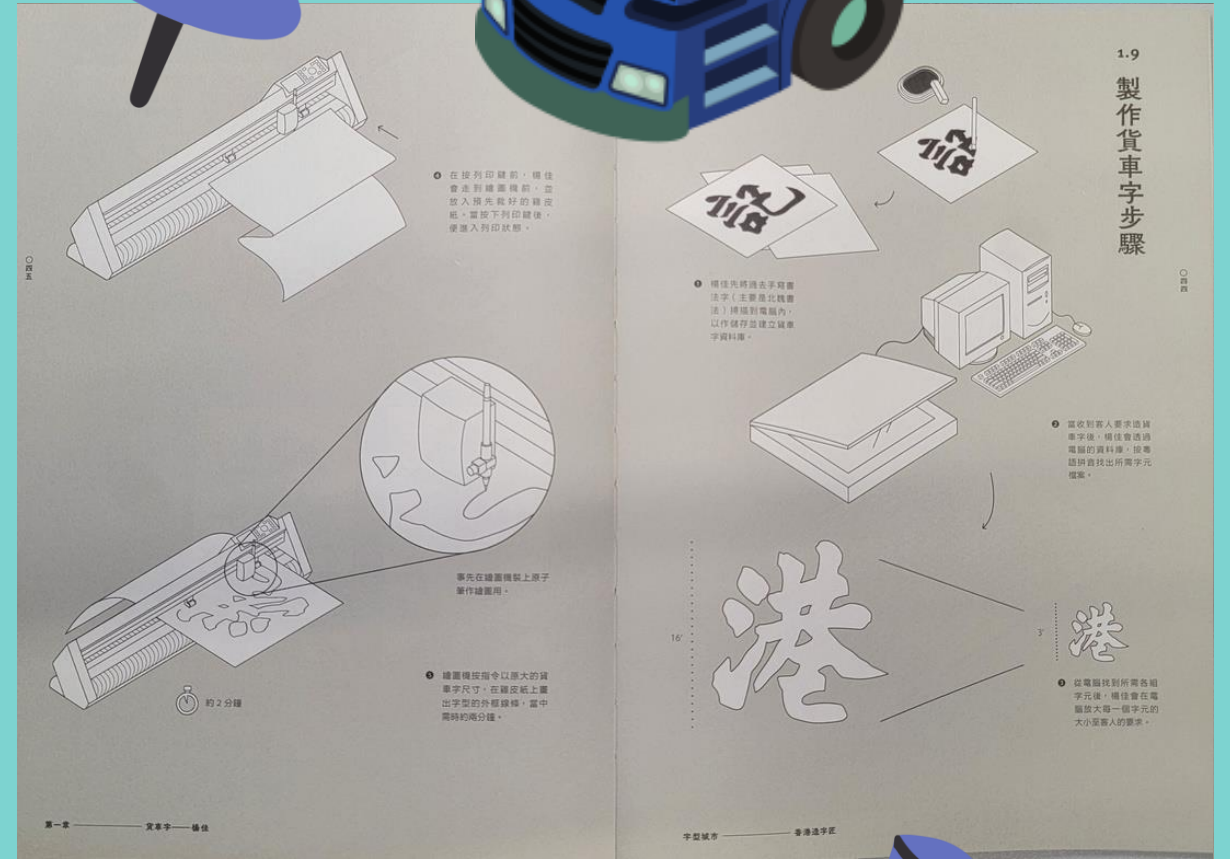 1.9
製作貨車字步驟
〇四四
記
記
❶ 楊佳先將過去手寫書
法字（主要是北魏書
法）掃描到電腦內，
以作儲存並建立貨車
字資料庫。
❷ 當收到客人要求造貨
車字後，楊佳會透過
電腦的資料庫，按粵
語拼音找出所需字元
檔案。
3'
港
❸ 從電腦找到所需各組
字元後，楊佳會在電
腦放大每一個字元的
大小至客人的要求。
16'
港
字型城市 香港造字匠
❹ 在按列印鍵前，楊佳
會走到繪圖機前，並
放入預先裁好的雞皮
紙。當按下列印鍵後，
便進入列印狀態。
〇四五
事先在繪圖機裝上原子
筆作繪圖用。
❺ 繪圖機按指令以原大的貨
車字尺寸，在雞皮紙上畫
出字型的外框線條，當中
需時約兩分鐘。
約 2 分鐘
第一章 貨車字──楊佳